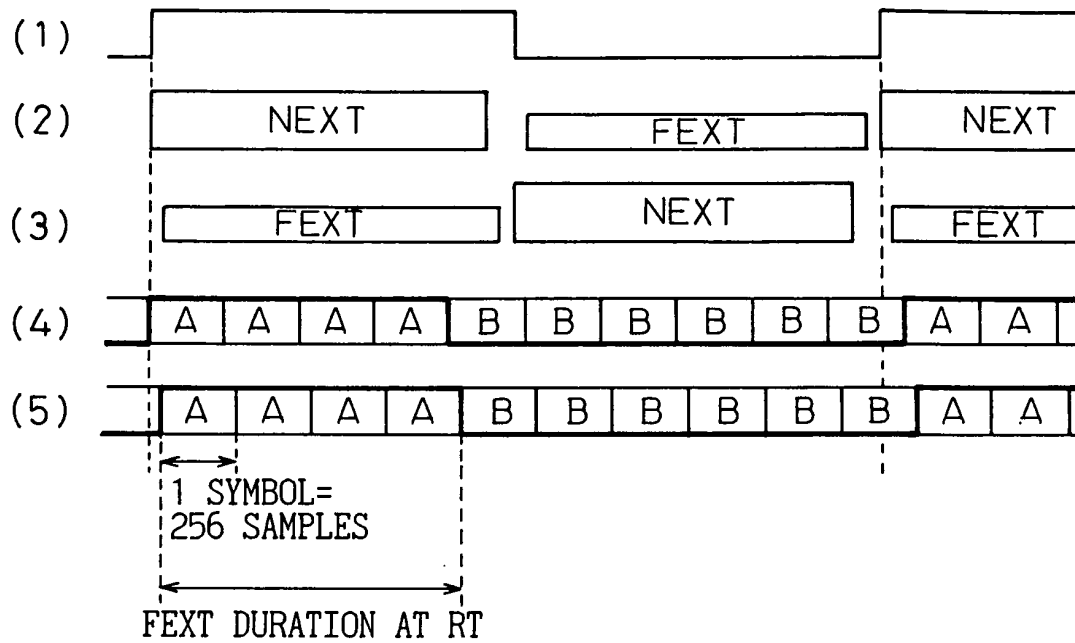 (1)
(2) NEXT FEXT NEXT
(3) FEXT NEXT FEXT
(4) A A A A B B B B B B A A
(5) A A A A B B B B B B A A
1 SYMBOL=
256 SAMPLES
FEXT DURATION AT RT